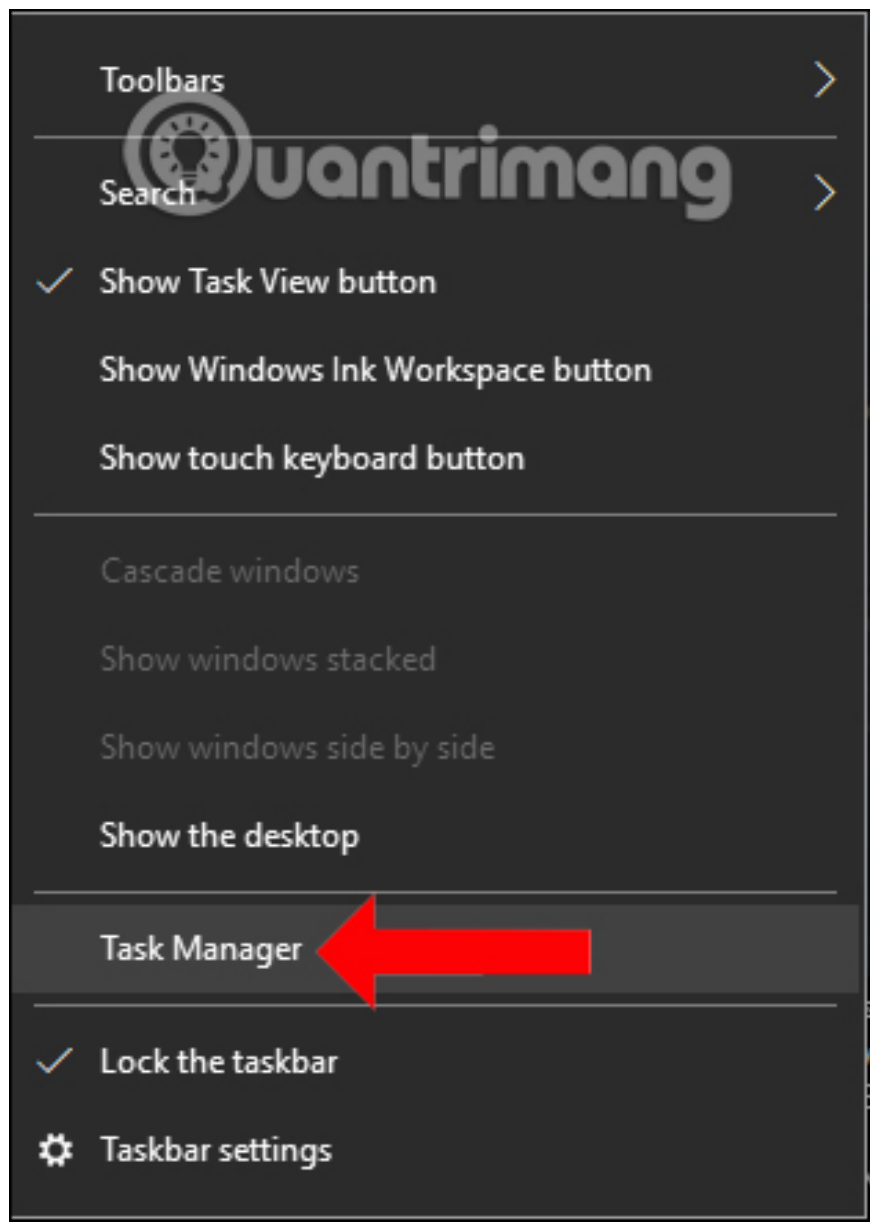 Toolbars
Quantrimang
Search
Show Task View button
Show Windows Ink Workspace button
Show touch keyboard button
Cascade windows
Show windows stacked
Show windows side by side
Show the desktop
Task Manager
Lock the taskbar
Taskbar settings